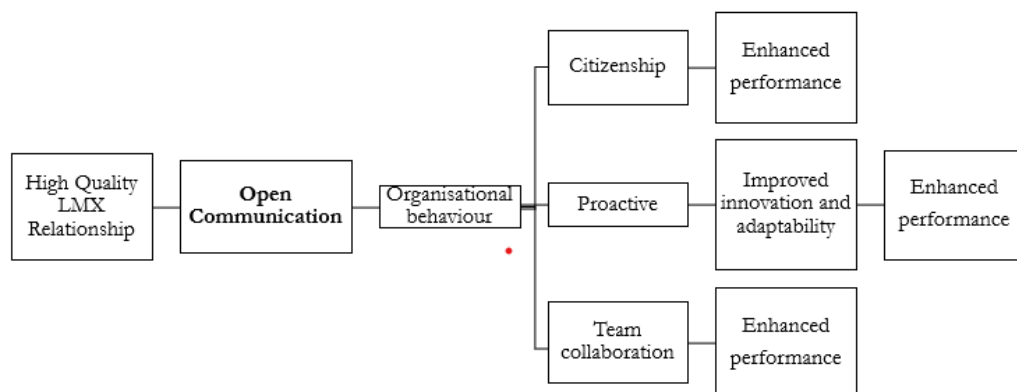 High Quality
LMX
Relationship
Open
Communication
Organisational
behaviour
Citizenship
Enhanced
performance
Proactive
Improved
innovation and
adaptability
Enhanced
performance
Team
collaboration
Enhanced
performance